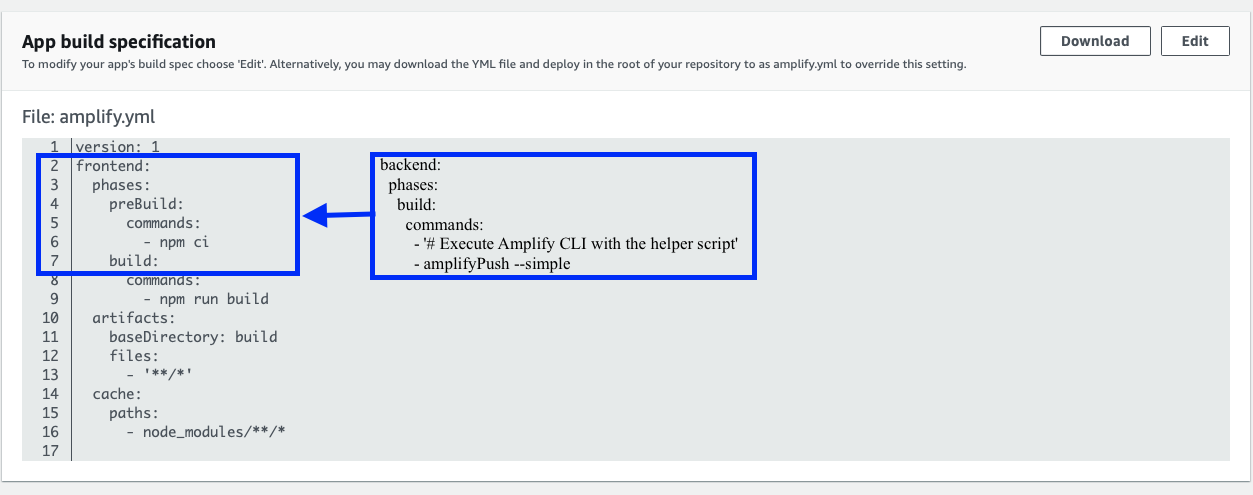 App build specification
Download
Edit
To modify your app's build spec choose 'Edit'. Alternatively, you may download the YML file and deploy in the root of your repository to as amplify.yml to override this setting.
File: amplify.yml
1 version: 1
2 frontend:
3   phases:
4     preBuild:
5       commands:
6         - npm ci
7     build:
8       commands:
9         - npm run build
10   artifacts:
11     baseDirectory: build
12     files:
13       - '**/*'
14   cache:
15     paths:
16       - node_modules/**/*
17
backend:
  phases:
    build:
      commands:
        - '# Execute Amplify CLI with the helper script'
        - amplifyPush --simple